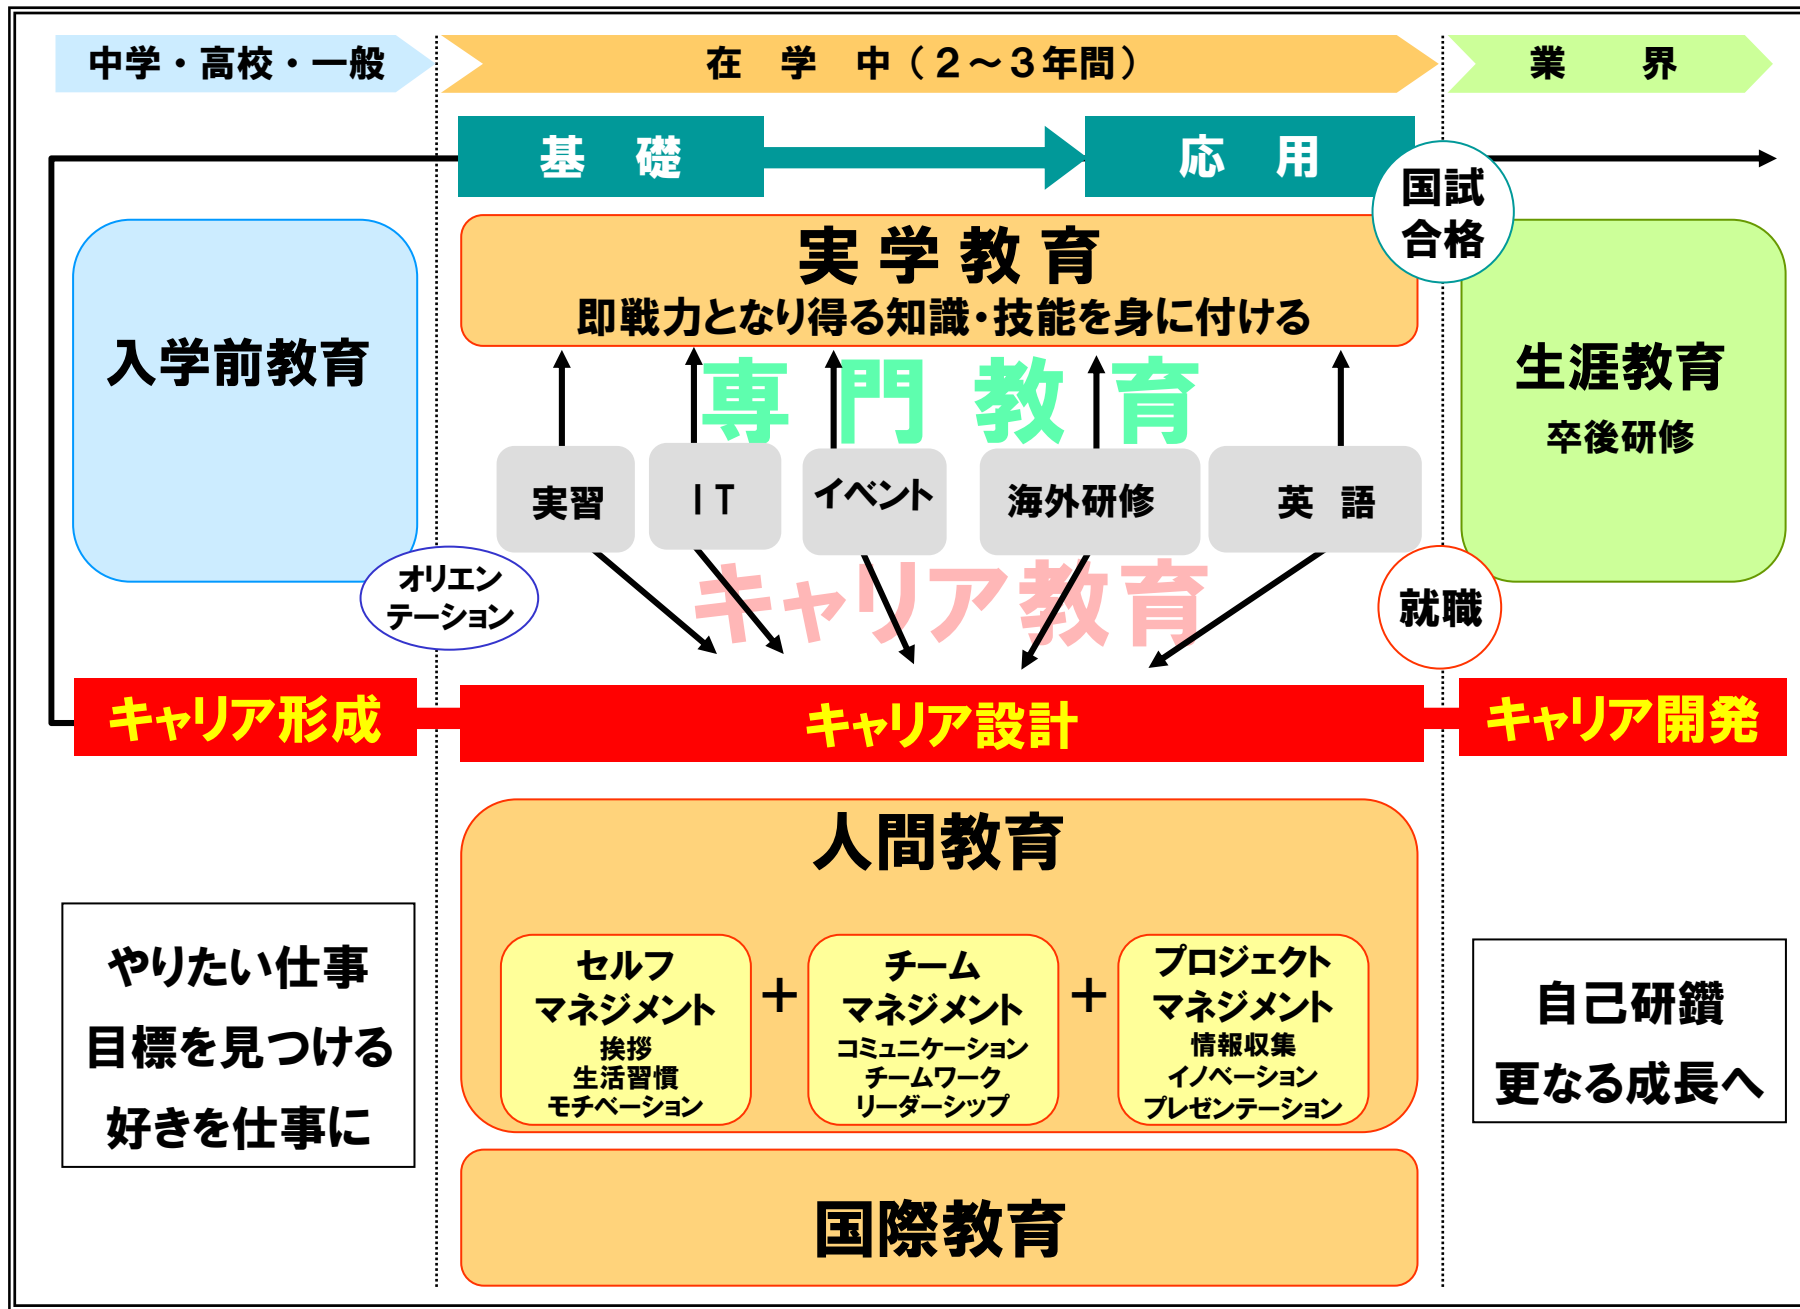 中学・高校・一般
在　学　中（２～３年間）
業　界
基　礎
応　用
国試
合格
実学教育
即戦力となり得る知識・技能を身に付ける
入学前教育
専門教育
生涯教育
卒後研修
実習
ＩＴ
イベント
海外研修
英　語
オリエン
テーション
キャリア教育
就職
キャリア形成
キャリア設計
キャリア開発
人間教育
やりたい仕事
目標を見つける
好きを仕事に
セルフ
マネジメント
挨拶
生活習慣
モチベーション
＋
チーム
マネジメント
コミュニケーション
チームワーク
リーダーシップ
＋
プロジェクト
マネジメント
情報収集
イノベーション
プレゼンテーション
自己研鑽
更なる成長へ
国際教育